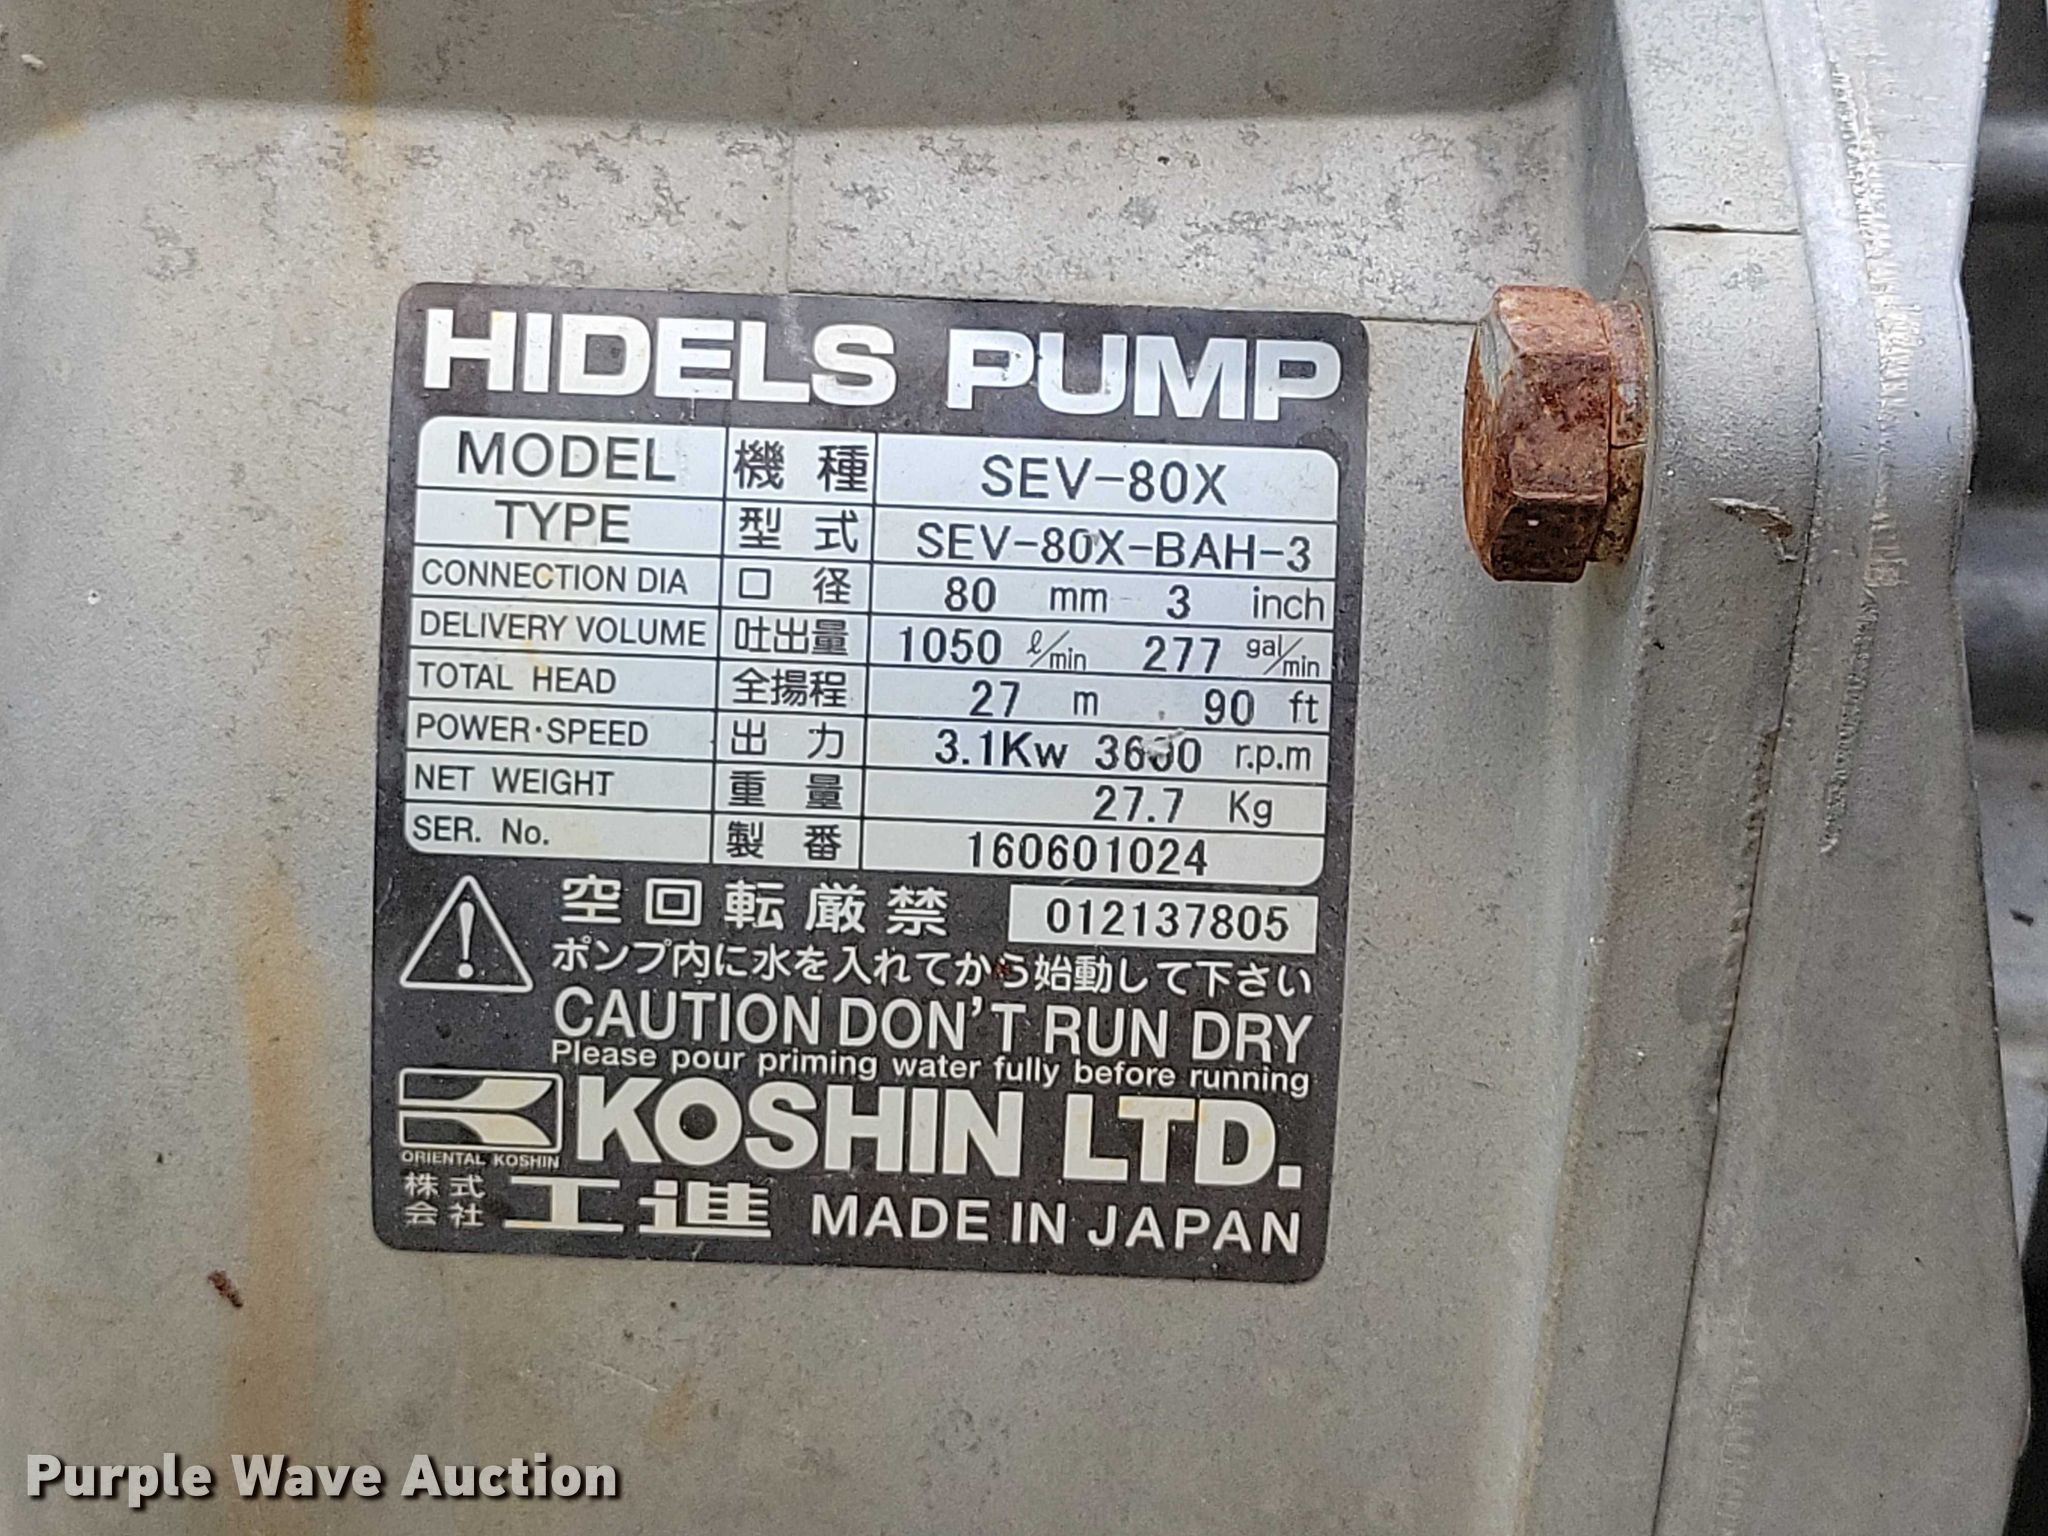 HIDELS PUMP
MODEL 機種 SEV-80X
TYPE 型式 SEV-80X-BAH-3
CONNECTION DIA 口径 80 mm 3 inch
DELIVERY VOLUME 吐出量 1050 ℓ/min 277 gal/min
TOTAL HEAD 全揚程 27 m 90 ft
POWER·SPEED 出力 3.1Kw 3600 r.p.m
NET WEIGHT 重量 27.7 Kg
SER. No. 製番 160601024
空回転厳禁 012137805
ポンプ内に水を入れてから始動して下さい
CAUTION DON'T RUN DRY
Please pour priming water fully before running
KOSHIN LTD.
ORIENTAL KOSHIN
株式会社 工進 MADE IN JAPAN
Purple Wave Auction